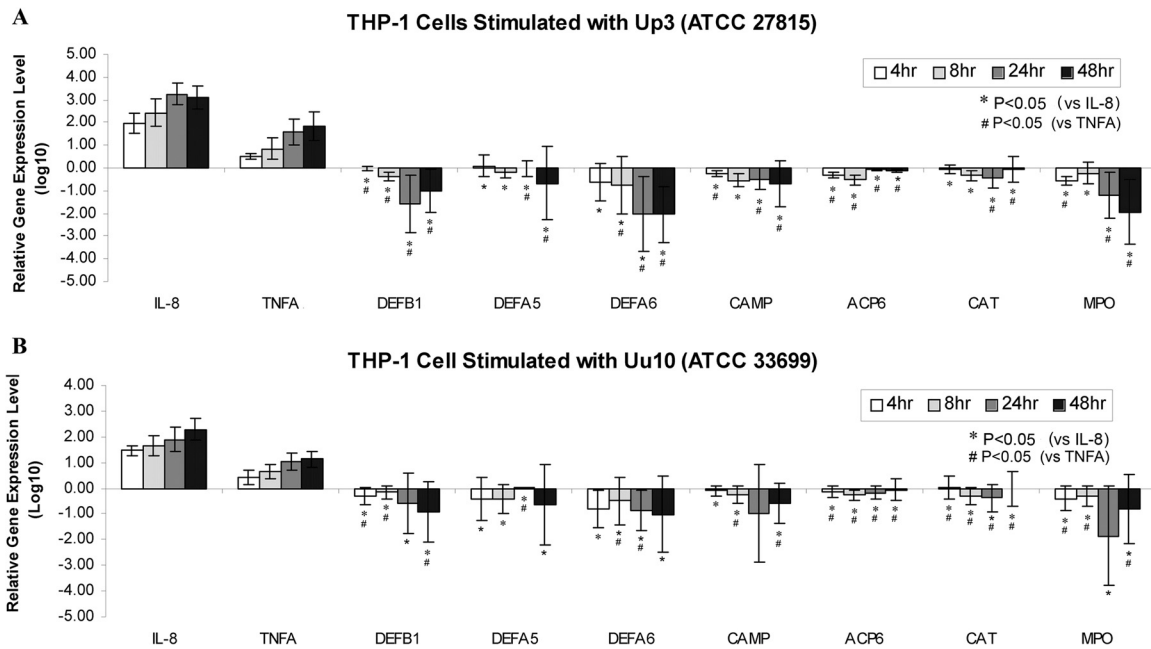 A
THP-1 Cells Stimulated with Up3 (ATCC 27815)
Relative Gene Expression Level
(log10)
5.00
4.00
3.00
2.00
1.00
0.00
-1.00
-2.00
-3.00
-4.00
-5.00
4hr 8hr 24hr 48hr
* P<0.05 (vs IL-8)
# P<0.05 (vs TNFA)
* * * * * * * * * * * * * * * * * * * * * * * * * * * *
# # # # # # # # # # # # # # # # # # # #
IL-8 TNFA DEFB1 DEFA5 DEFA6 CAMP ACP6 CAT MPO
B
THP-1 Cell Stimulated with Uu10 (ATCC 33699)
Relative Gene Expression Level
(Log10)
4.00
3.00
2.00
1.00
0.00
-1.00
-2.00
-3.00
-4.00
-5.00
4hr 8hr 24hr 48hr
* P<0.05 (vs IL-8)
# P<0.05 (vs TNFA)
* * * * * * * * * * * * * * * * * * * * * * * * * * *
# # # # # # # # # # # # # # # # # #
IL-8 TNFA DEFB1 DEFA5 DEFA6 CAMP ACP6 CAT MPO